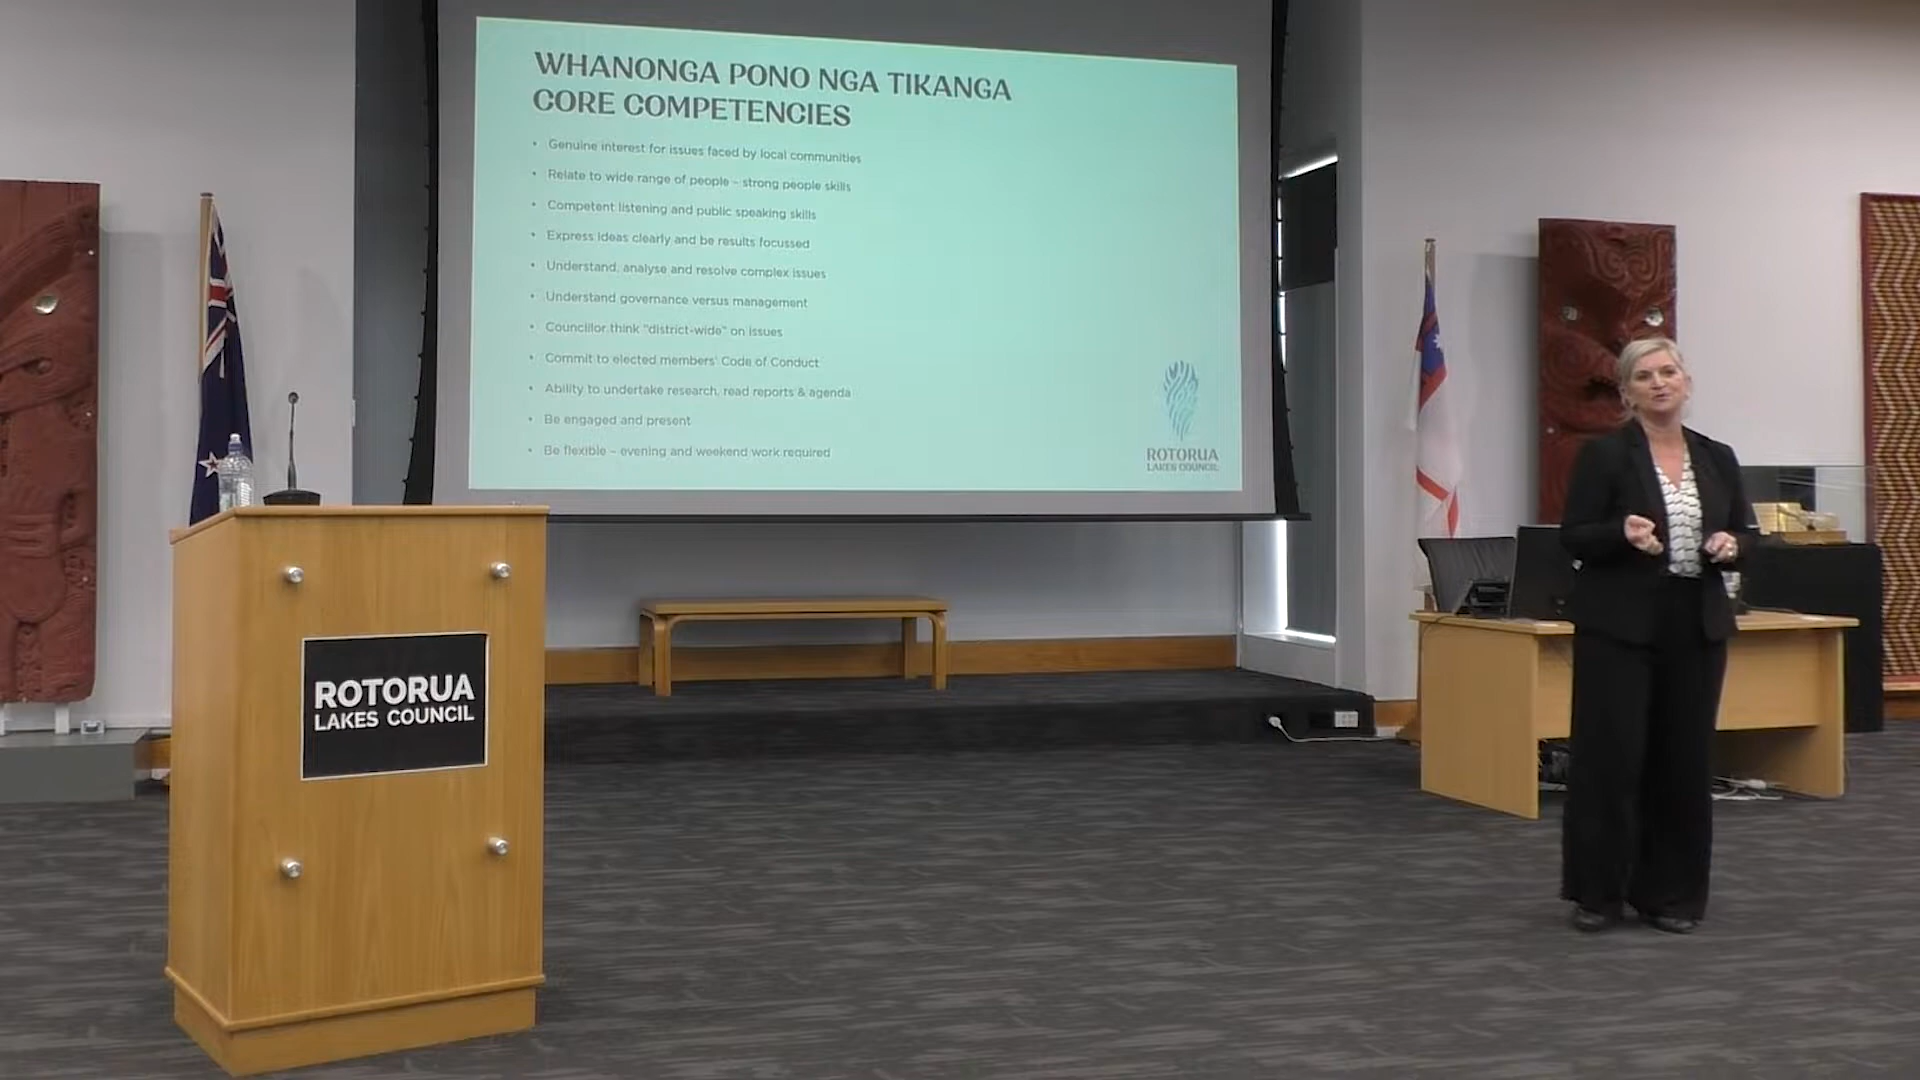 WHANONGA PONO NGA TIKANGA
CORE COMPETENCIES
• Genuine interest for issues faced by local communities
• Relate to wide range of people – strong people skills
• Competent listening and public speaking skills
• Express ideas clearly and be results focussed
• Understand, analyse and resolve complex issues
• Understand governance versus management
• Councillor think "district-wide" on issues
• Commit to elected members' Code of Conduct
• Ability to undertake research, read reports & agenda
• Be engaged and present
• Be flexible – evening and weekend work required
ROTORUA
LAKES COUNCIL
ROTORUA
LAKES COUNCIL